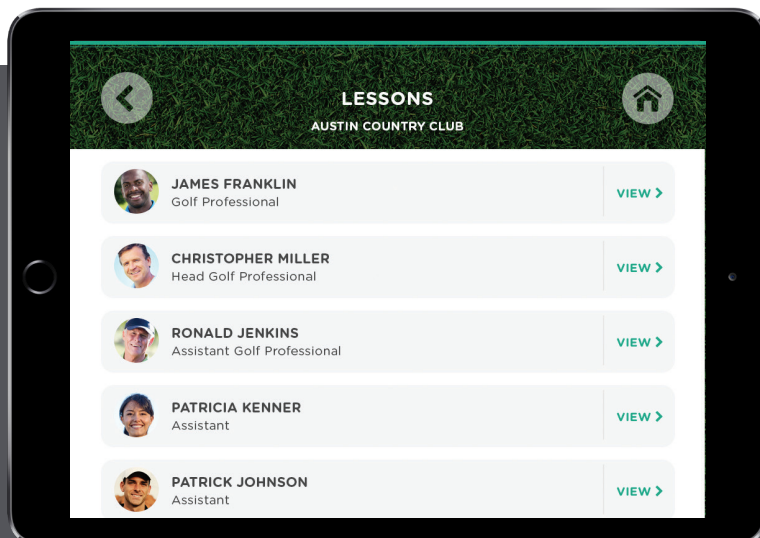 LESSONS
AUSTIN COUNTRY CLUB
JAMES FRANKLIN
Golf Professional
VIEW
CHRISTOPHER MILLER
Head Golf Professional
VIEW
RONALD JENKINS
Assistant Golf Professional
VIEW
PATRICIA KENNER
Assistant
VIEW
PATRICK JOHNSON
Assistant
VIEW